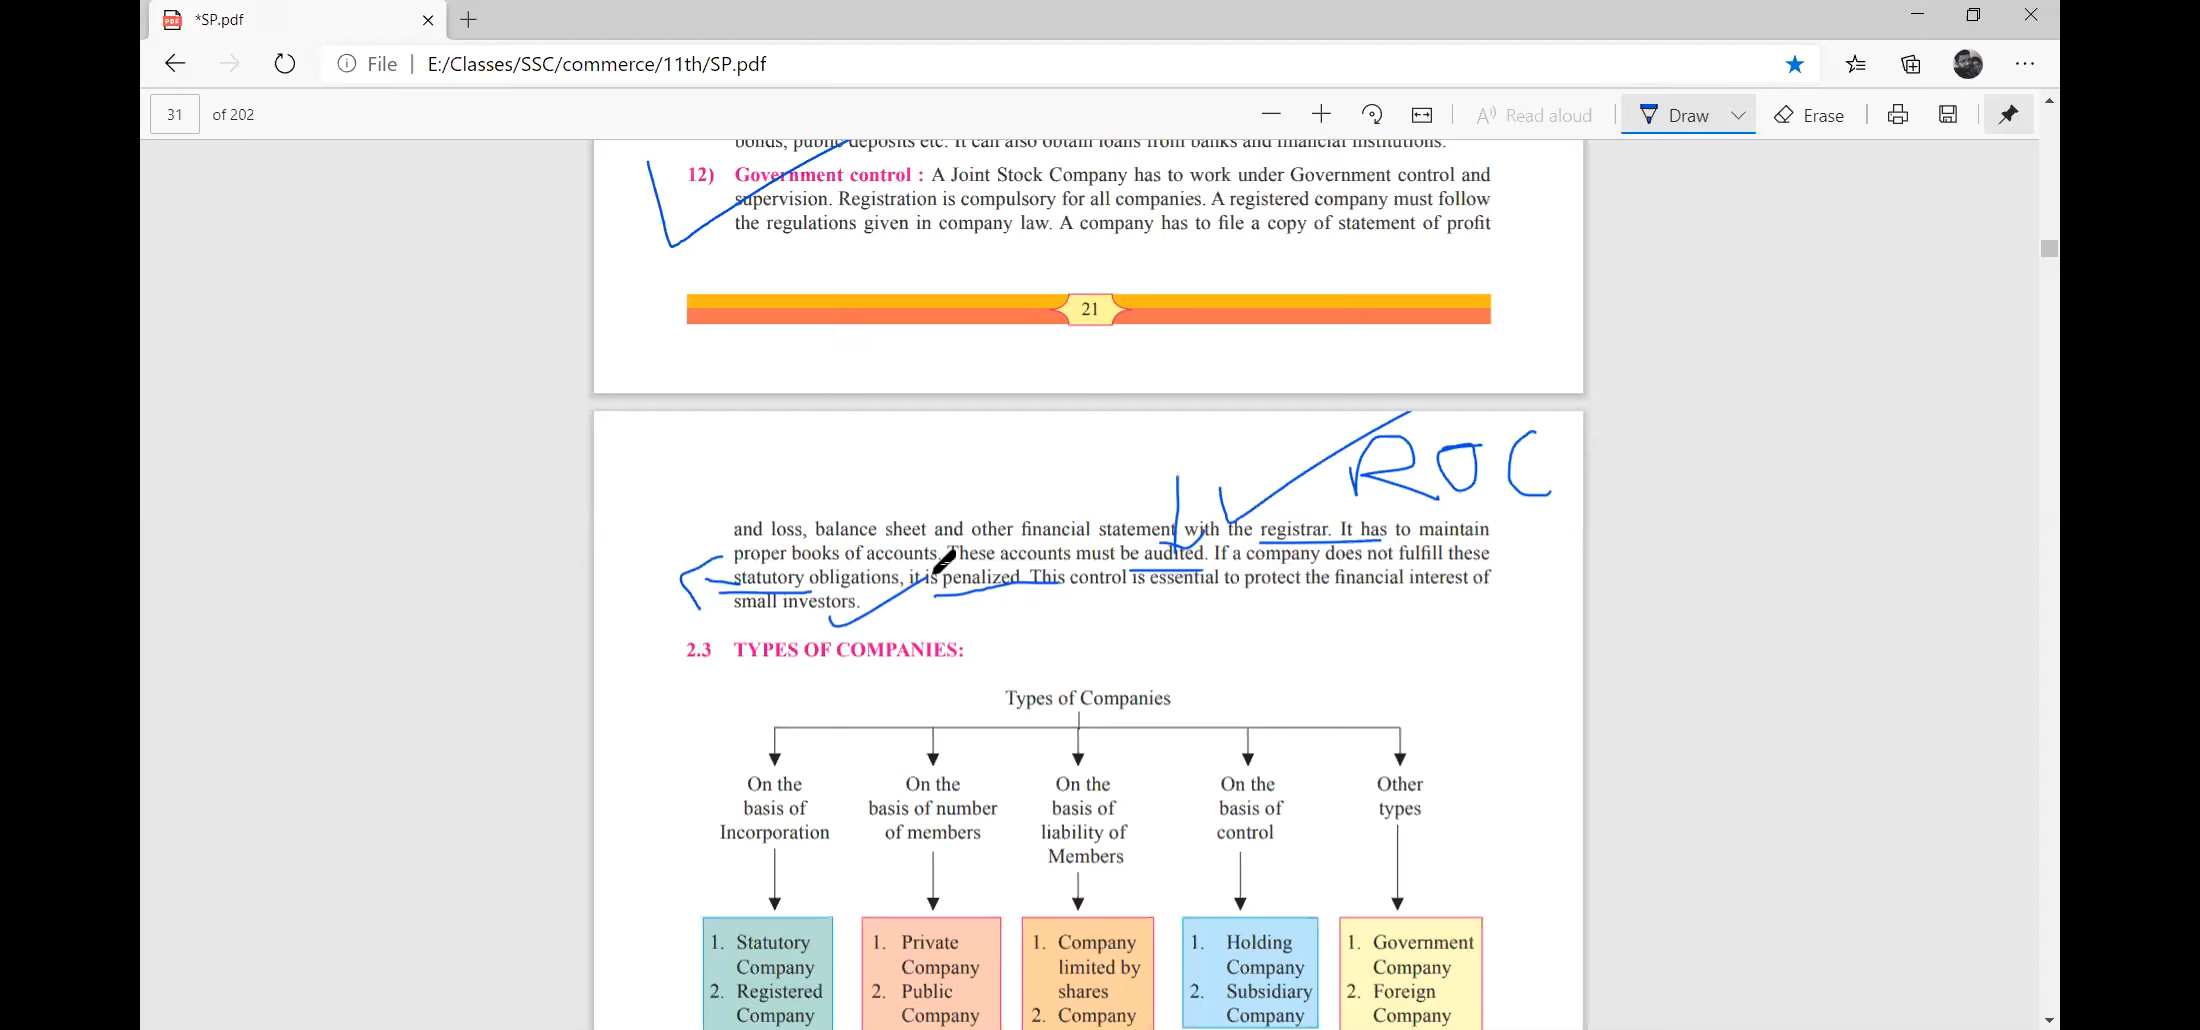 *SP.pdf
File | E:/Classes/SSC/commerce/11th/SP.pdf
31 of 202
Read aloud
Draw
Erase
bonds, public deposits etc. It can also obtain loans from banks and financial institutions.
12) Government control : A Joint Stock Company has to work under Government control and
supervision. Registration is compulsory for all companies. A registered company must follow
the regulations given in company law. A company has to file a copy of statement of profit
21
ROC
and loss, balance sheet and other financial statement with the registrar. It has to maintain
proper books of accounts. These accounts must be audited. If a company does not fulfill these
statutory obligations, it is penalized. This control is essential to protect the financial interest of
small investors.
2.3 TYPES OF COMPANIES:
Types of Companies
On the
basis of
Incorporation
On the
basis of number
of members
On the
basis of
liability of
Members
On the
basis of
control
Other
types
1. Statutory
Company
2. Registered
Company
1. Private
Company
2. Public
Company
1. Company
limited by
shares
2. Company
1. Holding
Company
2. Subsidiary
Company
1. Government
Company
2. Foreign
Company